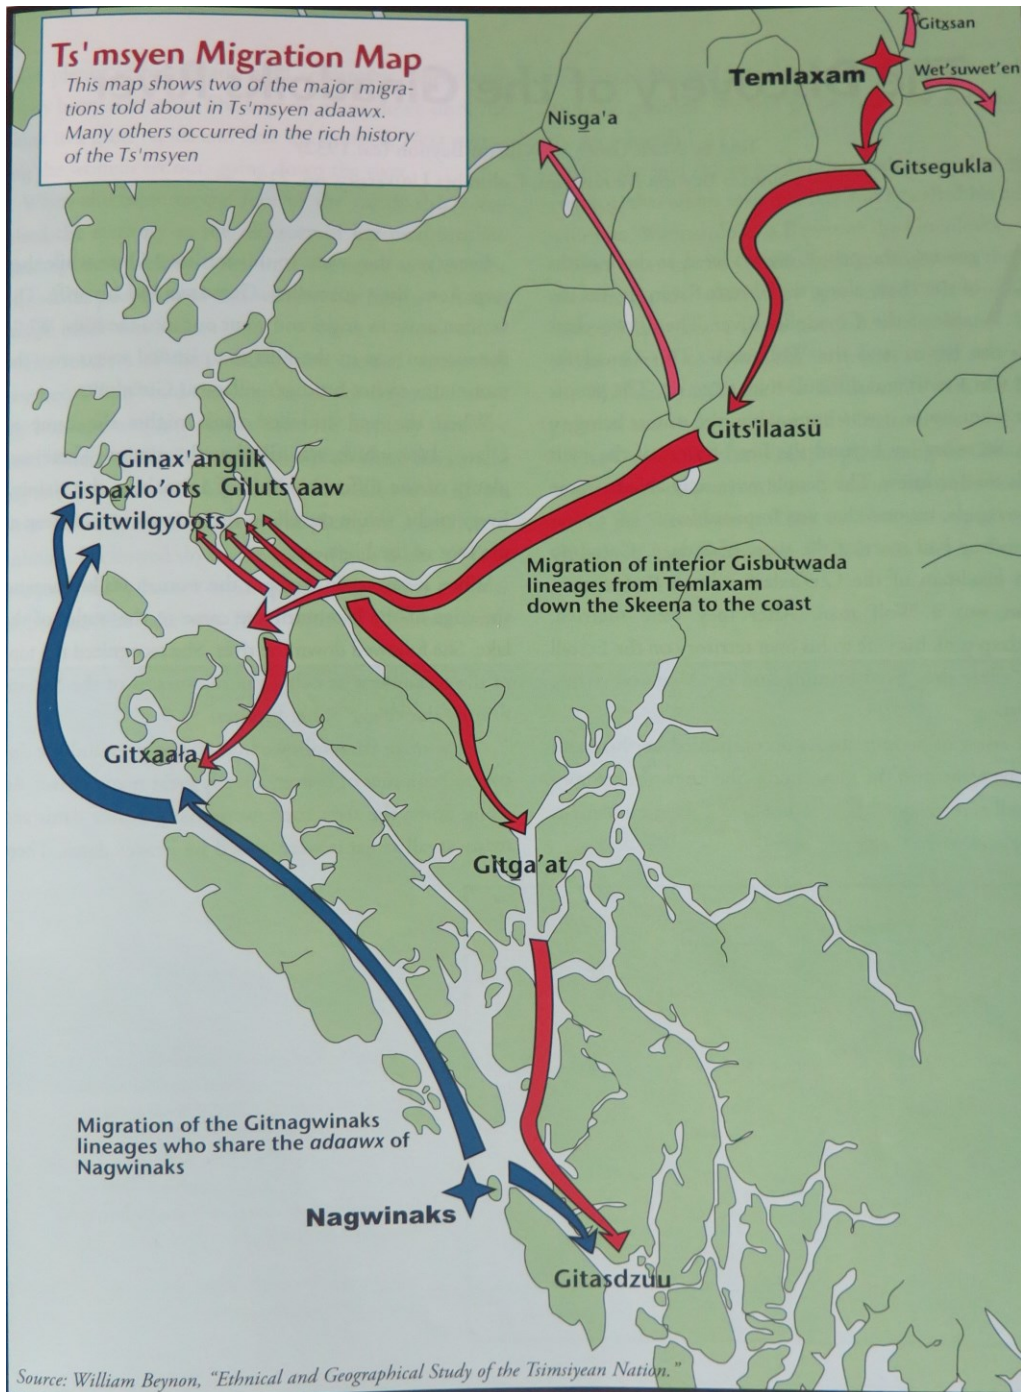 Ts'msyen Migration Map
This map shows two of the major migra-
tions told about in Ts'msyen adaawx.
Many others occurred in the rich history
of the Ts'msyen
Gitxsan
Temlaxam
Wet'suwet'en
Nisg̱a'a
Gitsegukla
Gits'ilaasü
Ginax̱'angiik
Gispaxlo'ots Giluts'aaw
Gitwilgyoots
Migration of interior Gisbutwada
lineages from Temlaxam
down the Skeena to the coast
Gitxaała
Gitg̱a'at
Migration of the Gitnagwinaks
lineages who share the adaawx of
Nagwinaks
Nagwinaks
Gitasdzuu
Source: William Beynon, "Ethnical and Geographical Study of the Tsimsiyean Nation."